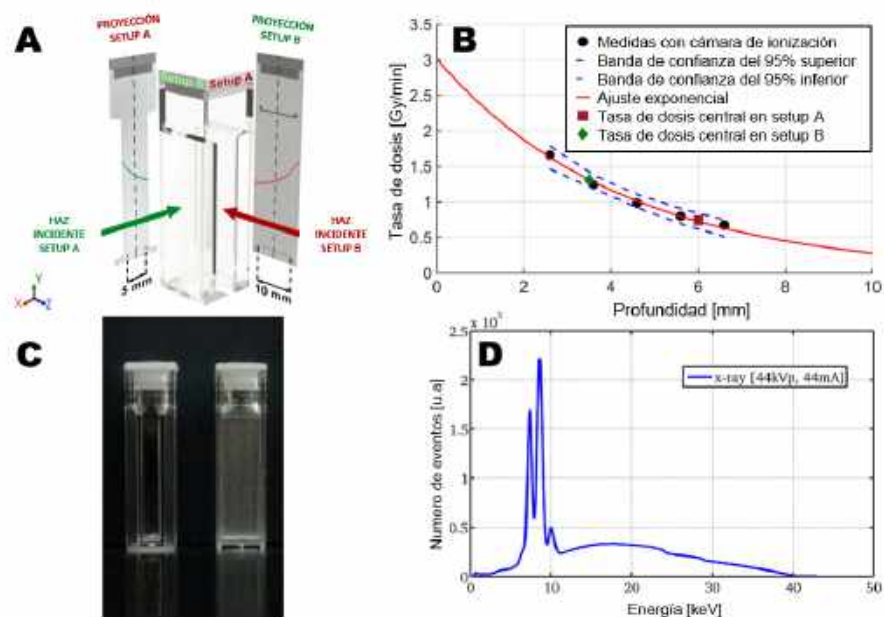 A
PROYECCIÓN
SETUP A
PROYECCIÓN
SETUP B
Setup B
Setup A
HAZ
INCIDENTE
SETUP A
HAZ
INCIDENTE
SETUP B
5 mm
10 mm
Y
X
Z
B
Tasa de dosis [Gy/min]
3.5
3
2.5
2
1.5
1
0.5
0
0
2
4
6
8
10
Profundidad [mm]
Medidas con cámara de ionización
Banda de confianza del 95% superior
Banda de confianza del 95% inferior
Ajuste exponencial
Tasa de dosis central en setup A
Tasa de dosis central en setup B
C
D
Numero de eventos [u.a]
2.5
2
1.5
1
0.5
0
0
10
20
30
40
50
Energía [keV]
x-ray [44kVp, 44mA]